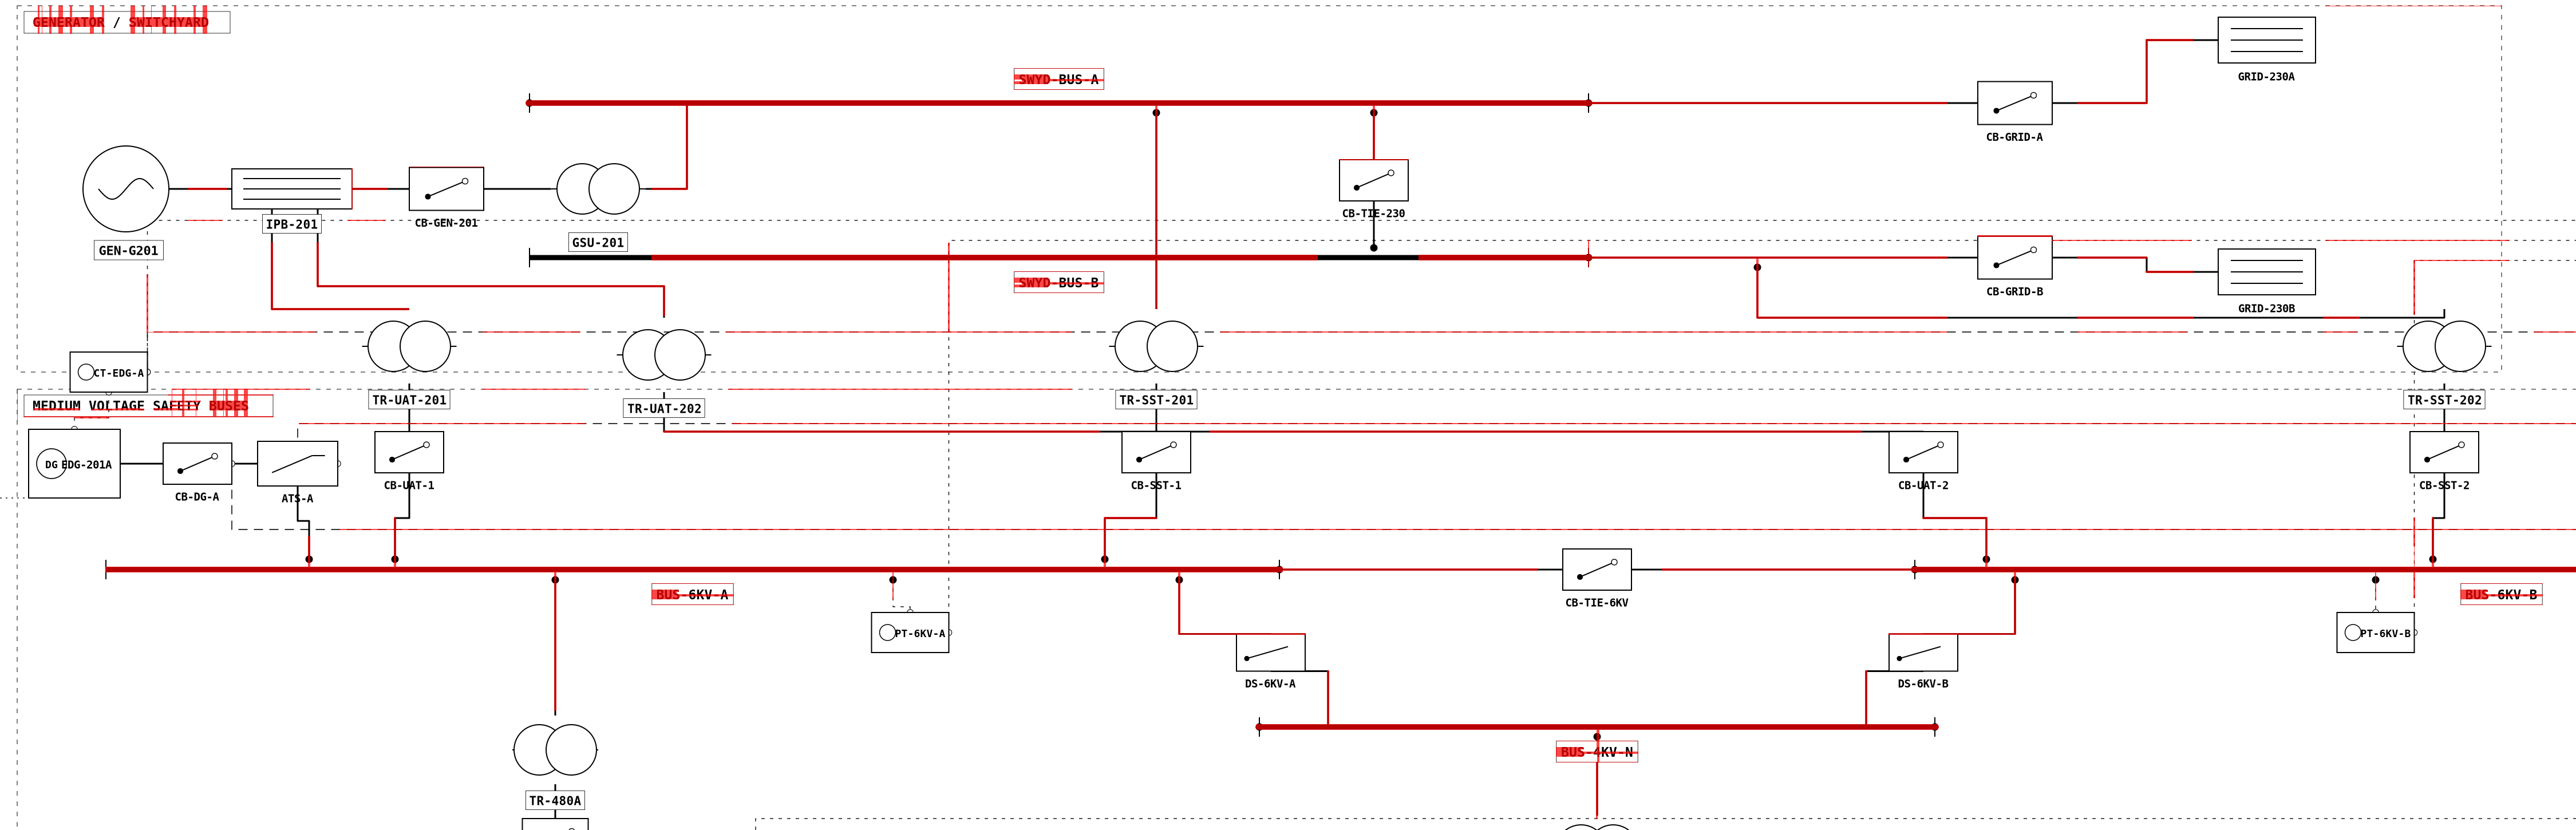 GENERATOR / SWITCHYARD
SWYD-BUS-A
GRID-230A
CB-GRID-A
IPB-201
CB-GEN-201
CB-TIE-230
GEN-G201
GSU-201
SWYD-BUS-B
CB-GRID-B
GRID-230B
CT-EDG-A
TR-UAT-201
TR-UAT-202
TR-SST-201
TR-SST-202
MEDIUM VOLTAGE SAFETY BUSES
DG EDG-201A
CB-DG-A
ATS-A
CB-UAT-1
CB-SST-1
CB-UAT-2
CB-SST-2
BUS-6KV-A
CB-TIE-6KV
BUS-6KV-B
PT-6KV-A
PT-6KV-B
DS-6KV-A
DS-6KV-B
BUS-4KV-N
TR-480A